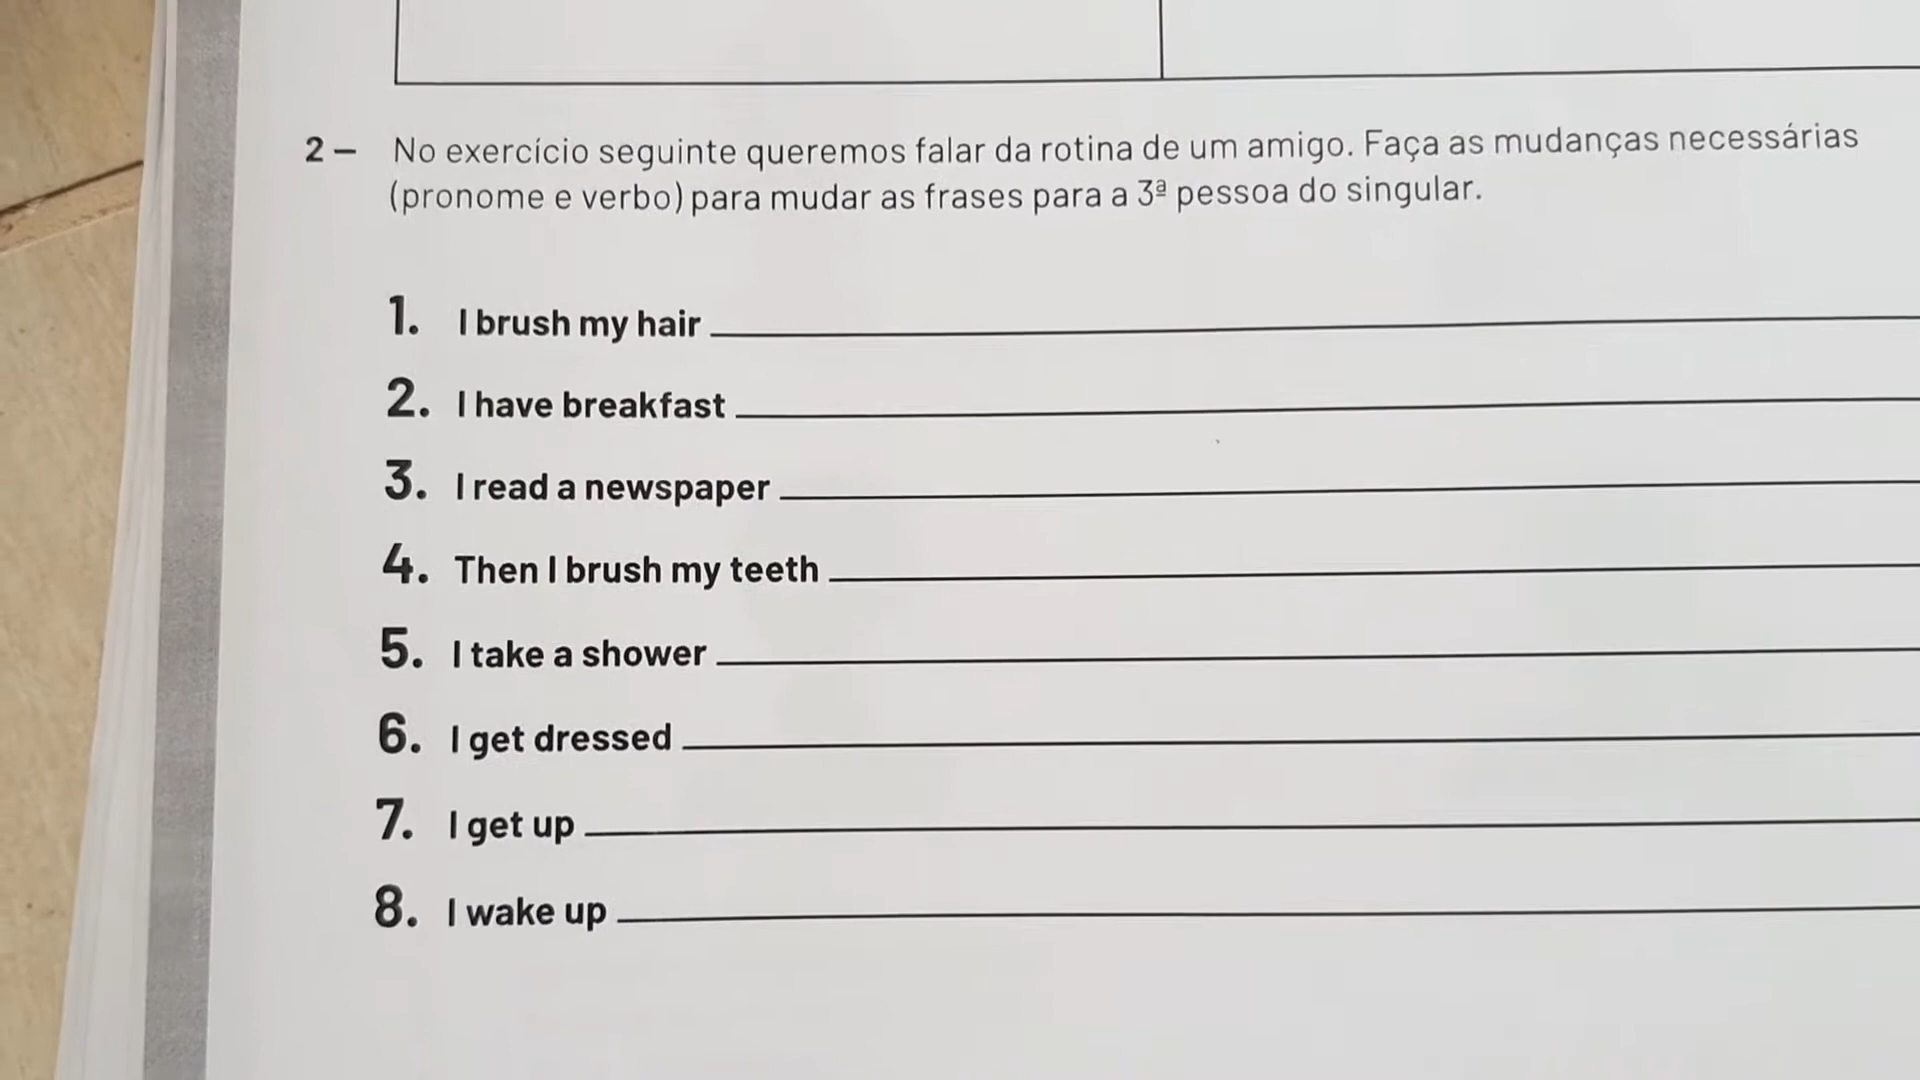 2 – No exercício seguinte queremos falar da rotina de um amigo. Faça as mudanças necessárias
(pronome e verbo) para mudar as frases para a 3ª pessoa do singular.
1. I brush my hair
2. I have breakfast
3. I read a newspaper
4. Then I brush my teeth
5. I take a shower
6. I get dressed
7. I get up
8. I wake up